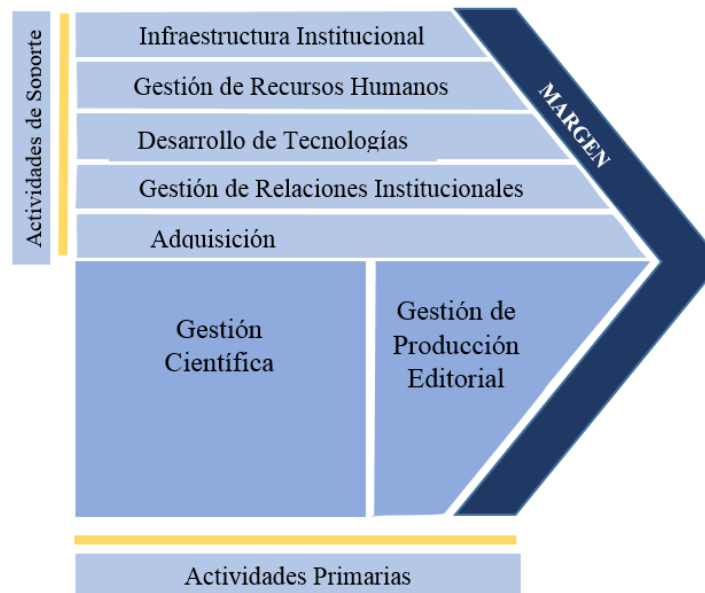 Actividades de Soporte
Infraestructura Institucional
Gestión de Recursos Humanos
Desarrollo de Tecnologías
Gestión de Relaciones Institucionales
Adquisición
MARGEN
Gestión
Científica
Gestión de
Producción
Editorial
Actividades Primarias